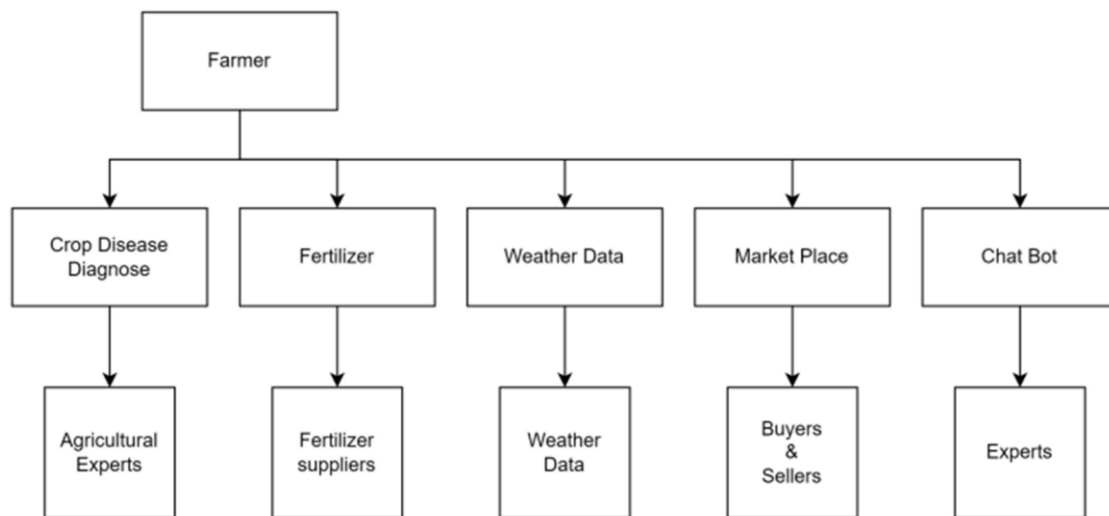 Farmer
Crop Disease
Diagnose
Fertilizer
Weather Data
Market Place
Chat Bot
Agricultural
Experts
Fertilizer
suppliers
Weather
Data
Buyers
&
Sellers
Experts